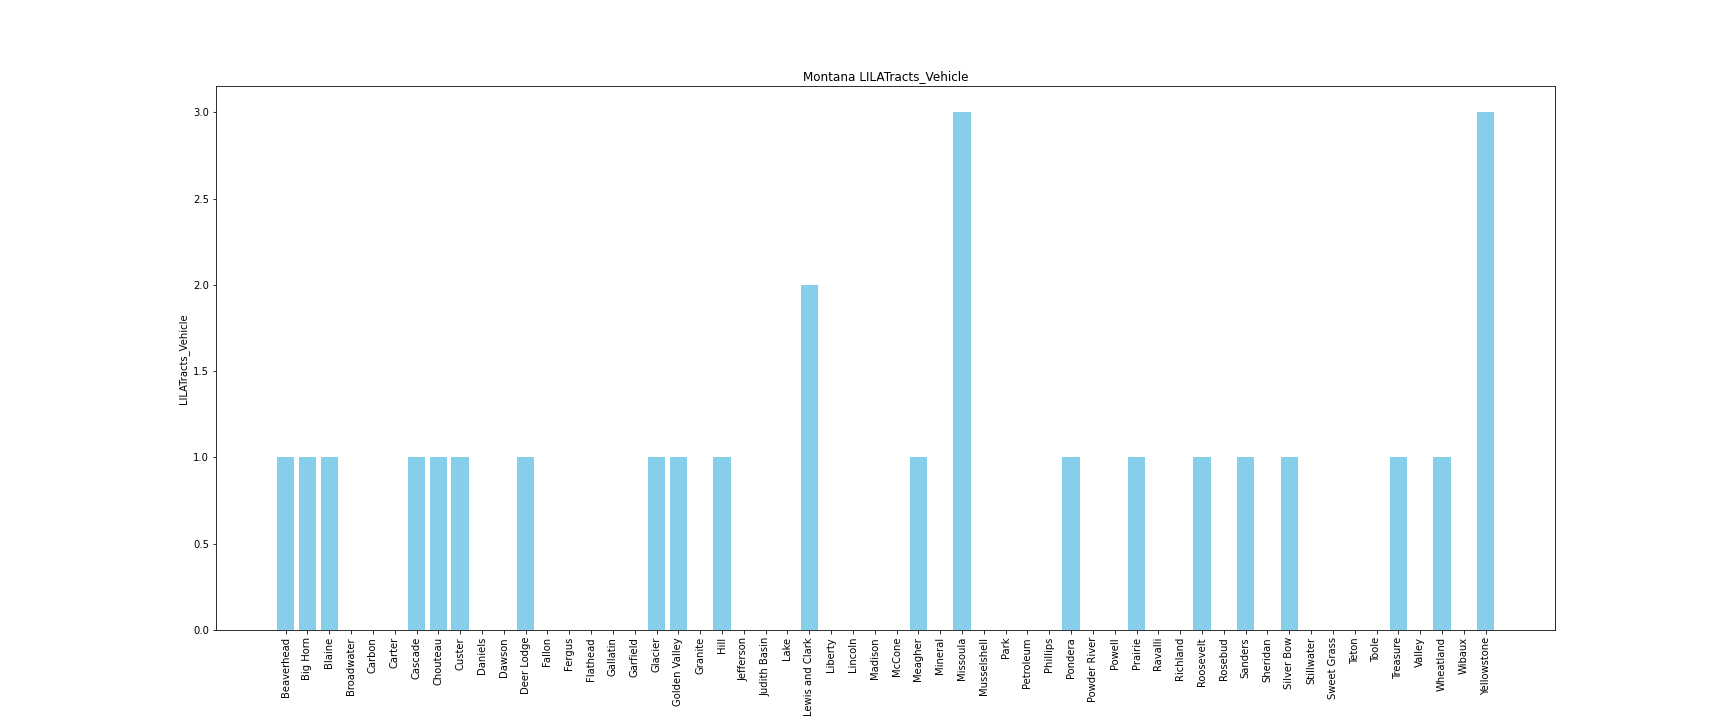 Montana LILATracts_Vehicle
LILATracts_Vehicle
3.0
2.5
2.0
1.5
1.0
0.5
0.0
Beaverhead
Big Horn
Blaine
Broadwater
Carbon
Carter
Cascade
Chouteau
Custer
Daniels
Dawson
Deer Lodge
Fallon
Fergus
Flathead
Gallatin
Garfield
Glacier
Golden Valley
Granite
Hill
Jefferson
Judith Basin
Lake
Lewis and Clark
Liberty
Lincoln
Madison
McCone
Meagher
Mineral
Missoula
Musselshell
Park
Petroleum
Phillips
Pondera
Powder River
Powell
Prairie
Ravalli
Richland
Roosevelt
Rosebud
Sanders
Sheridan
Silver Bow
Stillwater
Sweet Grass
Teton
Toole
Treasure
Valley
Wheatland
Wibaux
Yellowstone